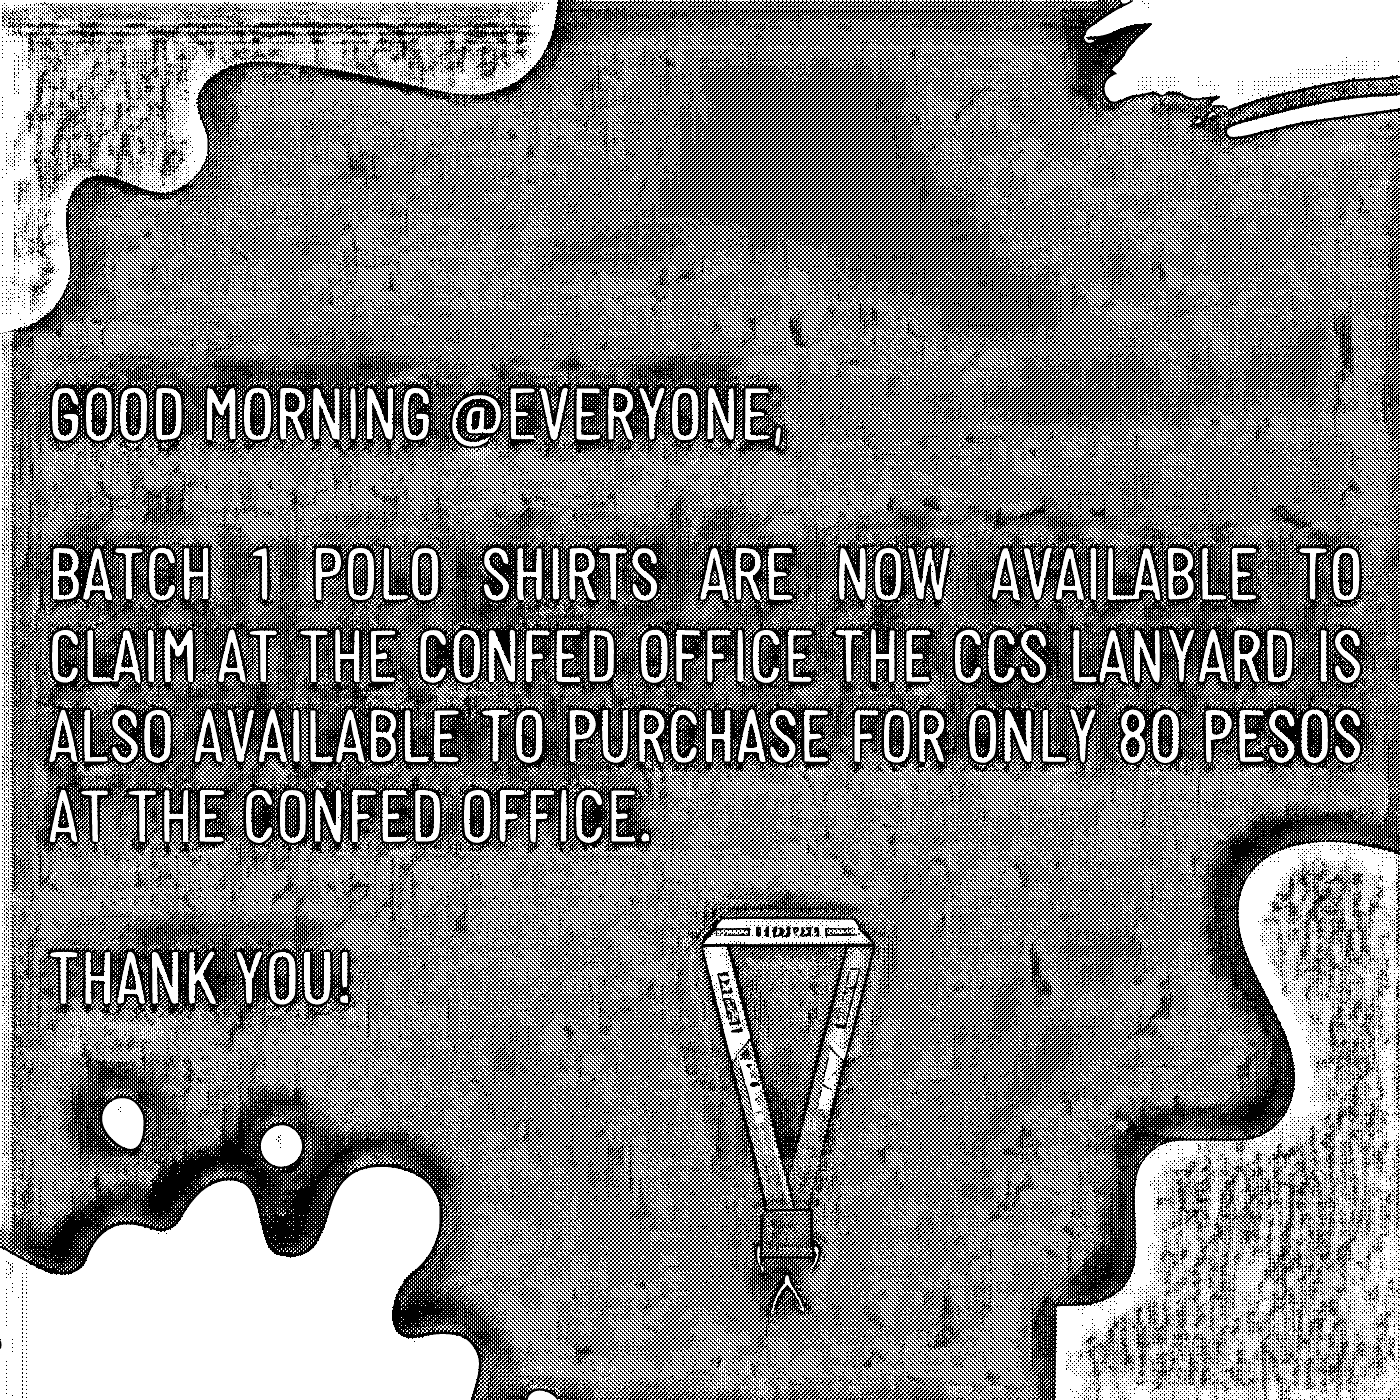 GOOD MORNING @EVERYONE,
BATCH 1 POLO SHIRTS ARE NOW AVAILABLE TO
CLAIM AT THE CONFED OFFICE THE CCS LANYARD IS
ALSO AVAILABLE TO PURCHASE FOR ONLY 80 PESOS
AT THE CONFED OFFICE.
THANK YOU!